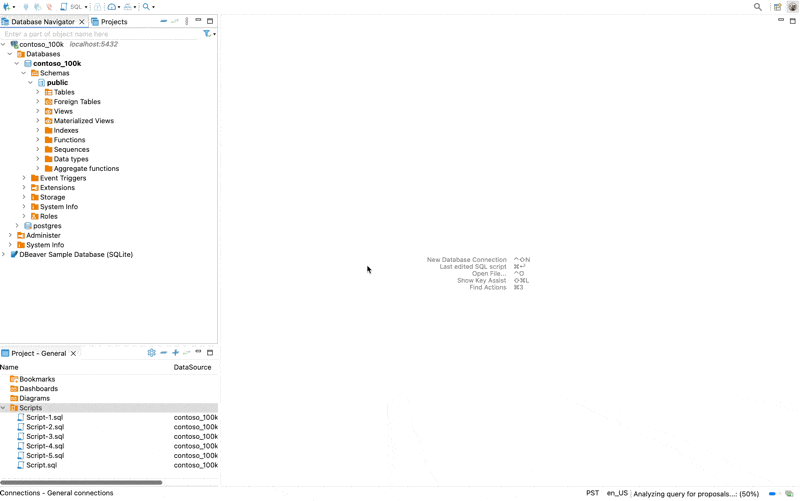 SQL
Database Navigator
Projects
Enter a part of object name here
contoso_100k localhost:5432
Databases
contoso_100k
Schemas
public
Tables
Foreign Tables
Views
Materialized Views
Indexes
Functions
Sequences
Data types
Aggregate functions
Event Triggers
Extensions
Storage
System Info
Roles
postgres
Administer
System Info
DBeaver Sample Database (SQLite)
New Database Connection ^⇧N
Last edited SQL script ⌘↩
Open File... ^O
Show Key Assist ⇧⌘L
Find Actions ⌘3
Project - General
Name DataSource
Bookmarks
Dashboards
Diagrams
Scripts
Script-1.sql contoso_100k
Script-2.sql contoso_100k
Script-3.sql contoso_100k
Script-4.sql contoso_100k
Script-5.sql contoso_100k
Script.sql contoso_100k
Connections - General connections
PST en_US Analyzing query for proposals...: (50%)